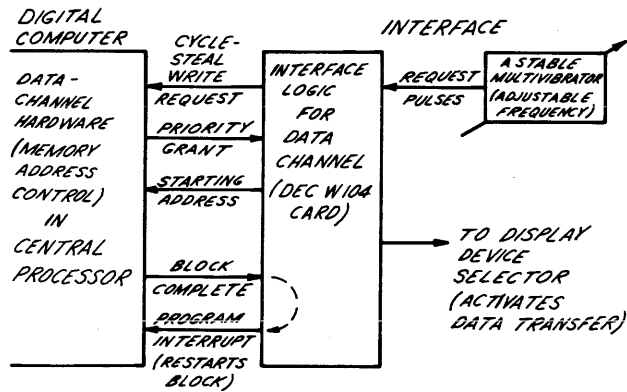 DIGITAL
COMPUTER
DATA-
CHANNEL
HARDWARE
(MEMORY
ADDRESS
CONTROL)
IN
CENTRAL
PROCESSOR
CYCLE-
STEAL
WRITE
REQUEST
PRIORITY
GRANT
STARTING
ADDRESS
BLOCK
COMPLETE
PROGRAM
INTERRUPT
(RESTARTS
BLOCK)
INTERFACE
INTERFACE
LOGIC
FOR
DATA
CHANNEL
(DEC W104
CARD)
REQUEST
PULSES
A STABLE
MULTIVIBRATOR
(ADJUSTABLE
FREQUENCY)
TO DISPLAY
DEVICE
SELECTOR
(ACTIVATES
DATA TRANSFER)